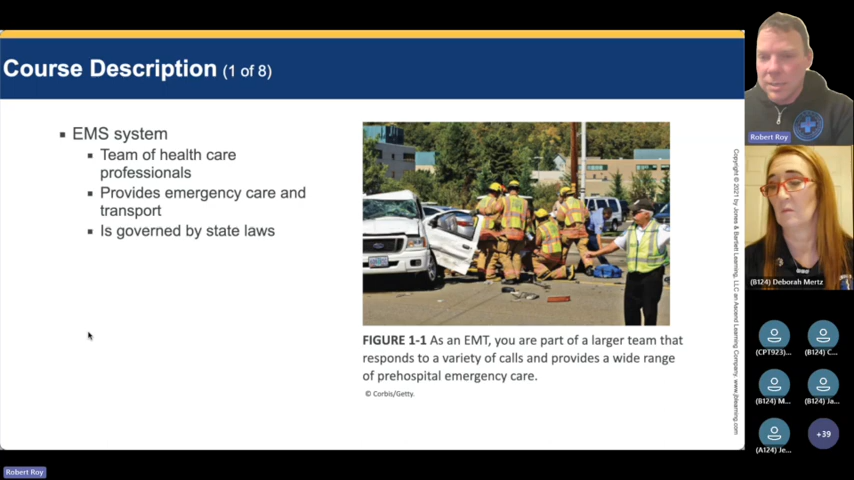 Course Description (1 of 8)
EMS system
Team of health care
professionals
Provides emergency care and
transport
Is governed by state laws
FIGURE 1-1 As an EMT, you are part of a larger team that
responds to a variety of calls and provides a wide range
of prehospital emergency care.
© Corbis/Getty.
Copyright © 2021 by Jones & Bartlett Learning, LLC an Ascend Learning Company. www.jblearning.com
Robert Roy
(B124) Deborah Mertz
(CPT923)...
(B124) C...
(B124) M...
(B124) Ja...
(A124) Je...
+39
Robert Roy